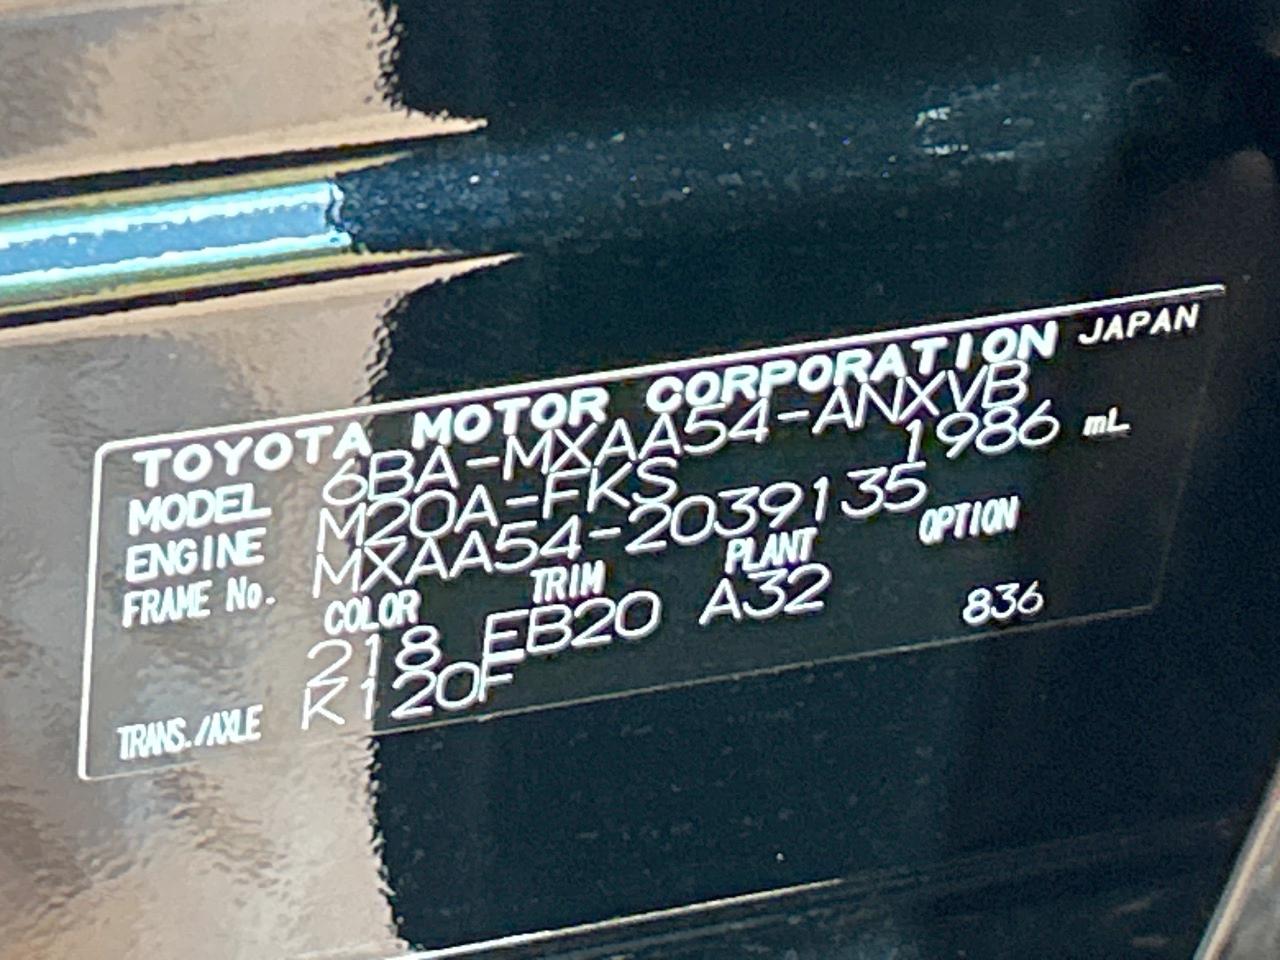 TOYOTA MOTOR CORPORATION JAPAN
MODEL 6BA-MXAA54-ANXVB
ENGINE M20A-FKS 1986 mL
FRAME No. MXAA54-2039135
COLOR TRIM PLANT OPTION
218 EB20 A32 836
TRANS./AXLE K120F